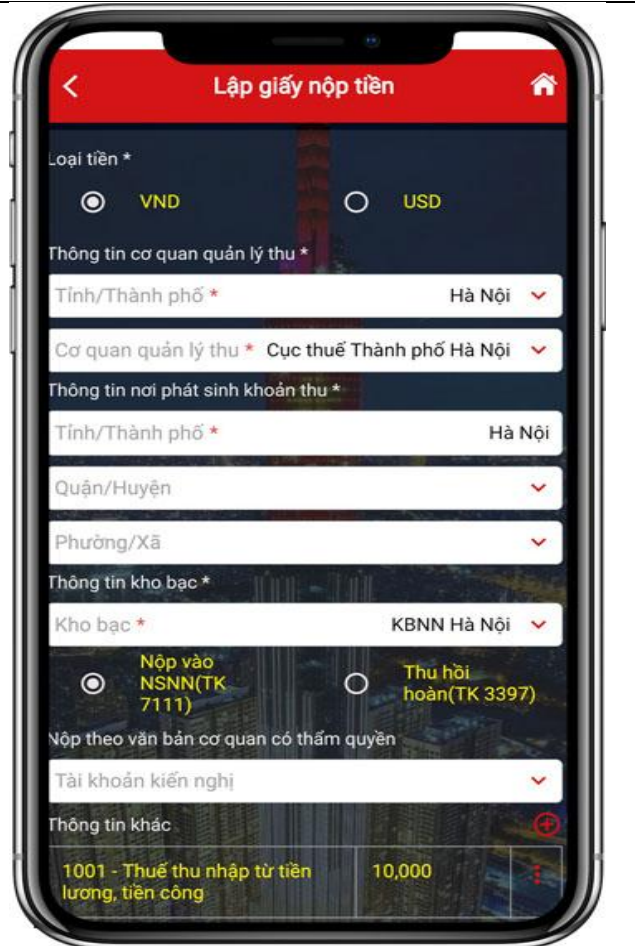 Lập giấy nộp tiền
Loại tiền *
VND USD
Thông tin cơ quan quản lý thu *
Tỉnh/Thành phố * Hà Nội
Cơ quan quản lý thu * Cục thuế Thành phố Hà Nội
Thông tin nơi phát sinh khoản thu *
Tỉnh/Thành phố * Hà Nội
Quận/Huyện
Phường/Xã
Thông tin kho bạc *
Kho bạc * KBNN Hà Nội
Nộp vào
NSNN(TK
7111)
Thu hồi
hoàn(TK 3397)
Nộp theo văn bản cơ quan có thẩm quyền
Tài khoản kiến nghị
Thông tin khác
1001 - Thuế thu nhập từ tiền 10,000
lương, tiền công